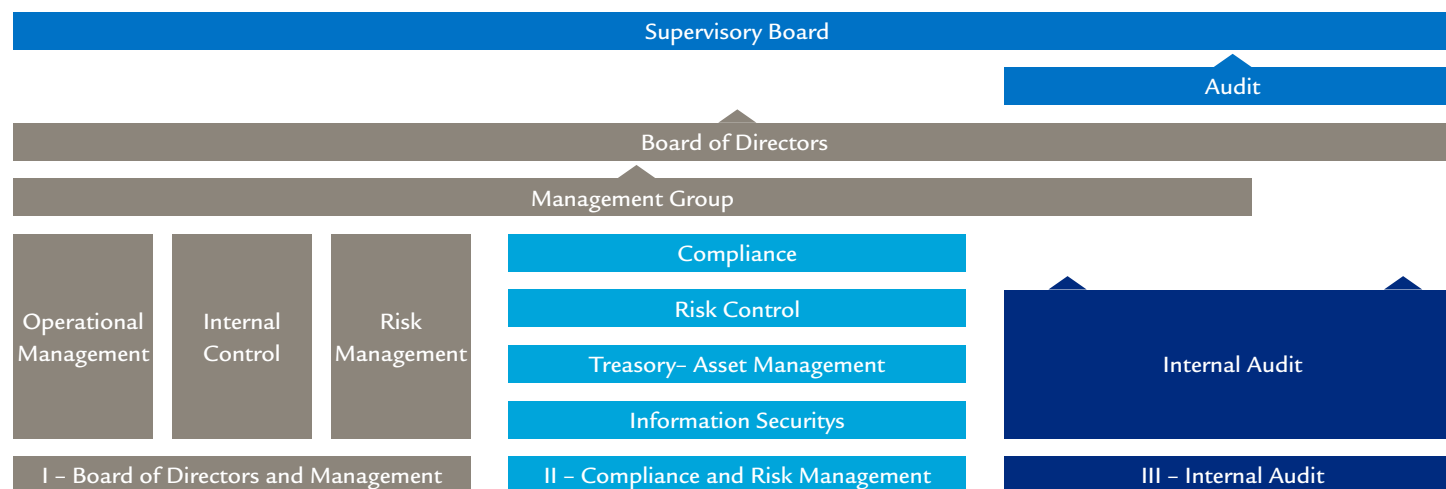 Supervisory Board
Audit
Board of Directors
Management Group
Operational
Management
Internal
Control
Risk
Management
Compliance
Risk Control
Treasury– Asset Management
Information Securitys
Internal Audit
I – Board of Directors and Management
II – Compliance and Risk Management
III – Internal Audit